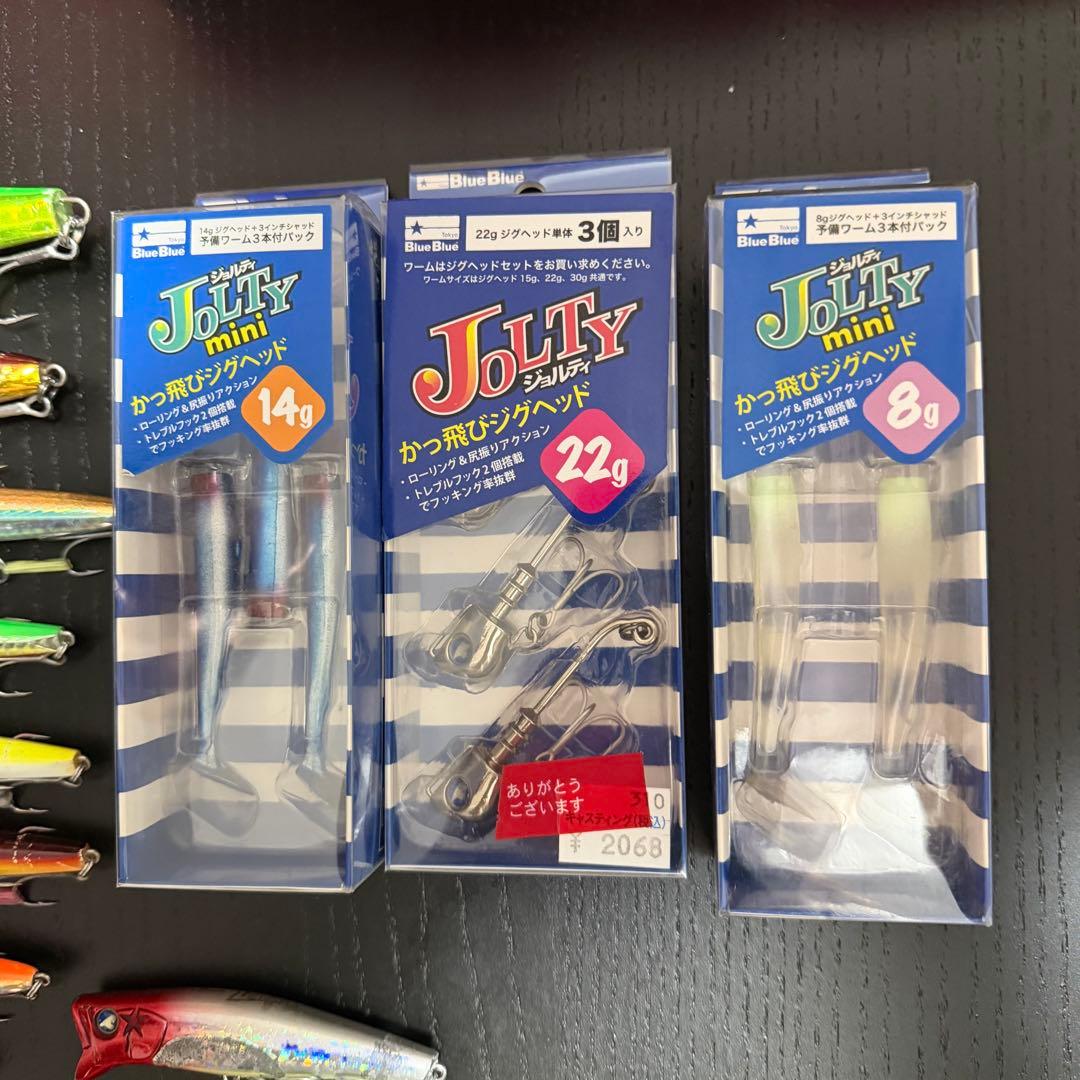 Tokyo
BlueBlue
14g ジグヘッド+3インチシャッド
予備ワーム3本付パック
ジョルティ
JOLTY
mini
かっ飛びジグヘッド
・ローリング&尻振りアクション
・トレブルフック2個搭載
でフッキング率抜群
14g
BlueBlue
Tokyo
BlueBlue
22g ジグヘッド単体 3個入り
ワームはジグヘッドセットをお買い求めください。
ワームサイズはジグヘッド 15g、22g、30g 共通です。
JOLTY
ジョルティ
かっ飛びジグヘッド
・ローリング&尻振りアクション
・トレブルフック2個搭載
でフッキング率抜群
22g
ありがとう
ございます
310
キャスティング(税込)
¥ 2068
Tokyo
BlueBlue
8gジグヘッド+3インチシャッド
予備ワーム3本付パック
ジョルティ
JOLTY
mini
かっ飛びジグヘッド
・ローリング&尻振りアクション
・トレブルフック2個搭載
でフッキング率抜群
8g